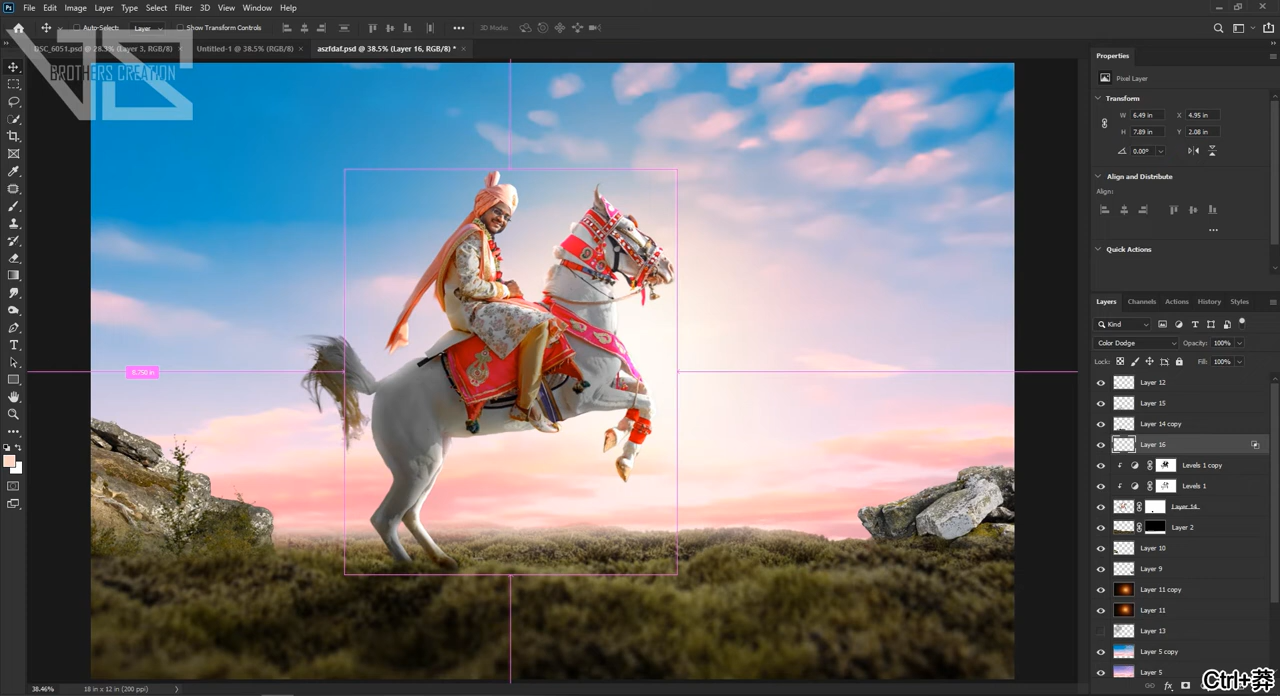 Ps File Edit Image Layer Type Select Filter 3D View Window Help
Auto-Select: Layer Show Transform Controls 3D Mode:
DSC_6051.psd @ 28.3% (Layer 3, RGB/8) × Untitled-1 @ 38.5% (RGB/8) × aszfdaf.psd @ 38.5% (Layer 16, RGB/8) * ×
BROTHERS CREATION
8.750 in
Properties
Pixel Layer
Transform
W 6.49 in X 4.95 in
H 7.89 in Y 2.08 in
0.00°
Align and Distribute
Align:
Quick Actions
Layers Channels Actions History Styles
Kind
Color Dodge Opacity: 100%
Lock: Fill: 100%
Layer 12
Layer 15
Layer 14 copy
Layer 16
Levels 1 copy
Levels 1
Layer 14
Layer 2
Layer 10
Layer 9
Layer 11 copy
Layer 11
Layer 13
Layer 5 copy
Layer 5
fx
Ctrl+莽
38.46% 18 in x 12 in (200 ppi)